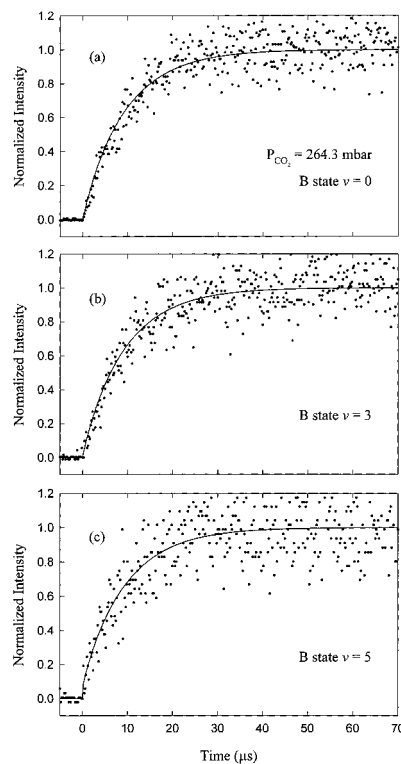 1.2
1.0
0.8
0.6
0.4
0.2
0.0
Normalized Intensity
(a)
P_CO₂ = 264.3 mbar
B state v = 0
1.2
1.0
0.8
0.6
0.4
0.2
0.0
Normalized Intensity
(b)
B state v = 3
1.2
1.0
0.8
0.6
0.4
0.2
0.0
Normalized Intensity
(c)
B state v = 5
0 10 20 30 40 50 60 70
Time (μs)